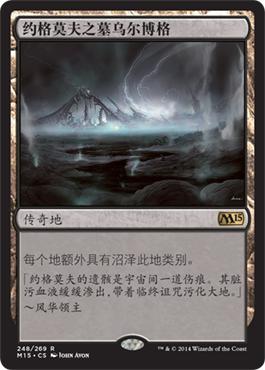 约格莫夫之墓乌尔博格
传奇地
M15
每个地额外具有沼泽此地类别。
「约格莫夫的遗骸是宇宙间一道伤痕。其脏
污血液缓缓渗出，带着临终诅咒污化大地。」
～风华领主
248/269 R
M15 • CS JOHN AVON
™ & © 2014 Wizards of the Coast